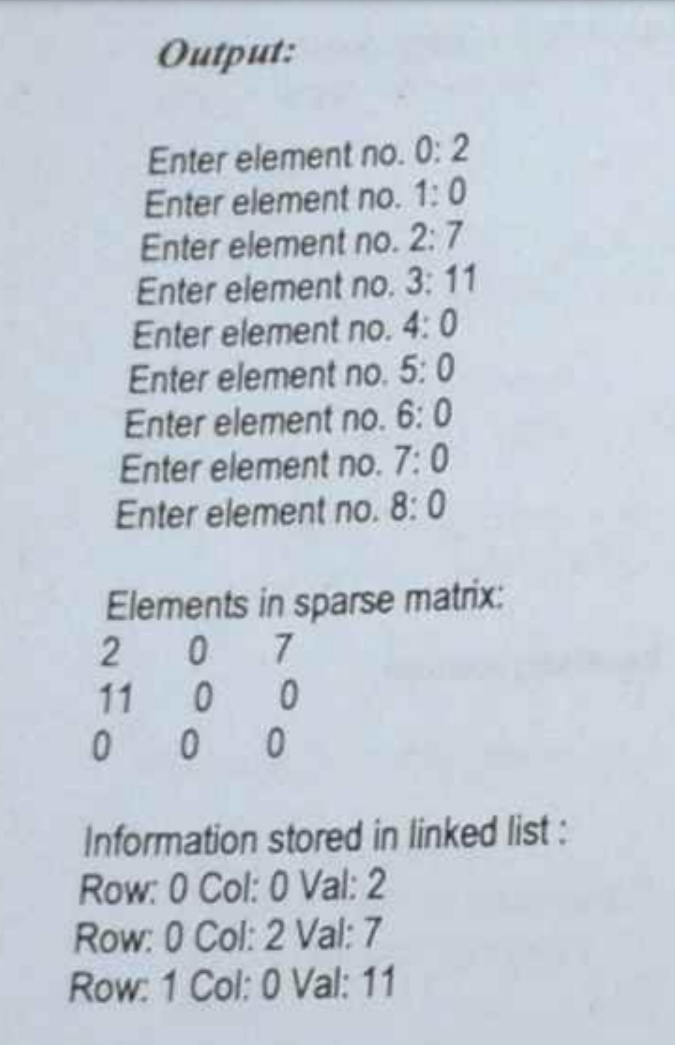 Output:
Enter element no. 0: 2
Enter element no. 1: 0
Enter element no. 2: 7
Enter element no. 3: 11
Enter element no. 4: 0
Enter element no. 5: 0
Enter element no. 6: 0
Enter element no. 7: 0
Enter element no. 8: 0
Elements in sparse matrix:
2 0 7
11 0 0
0 0 0
Information stored in linked list :
Row: 0 Col: 0 Val: 2
Row: 0 Col: 2 Val: 7
Row: 1 Col: 0 Val: 11